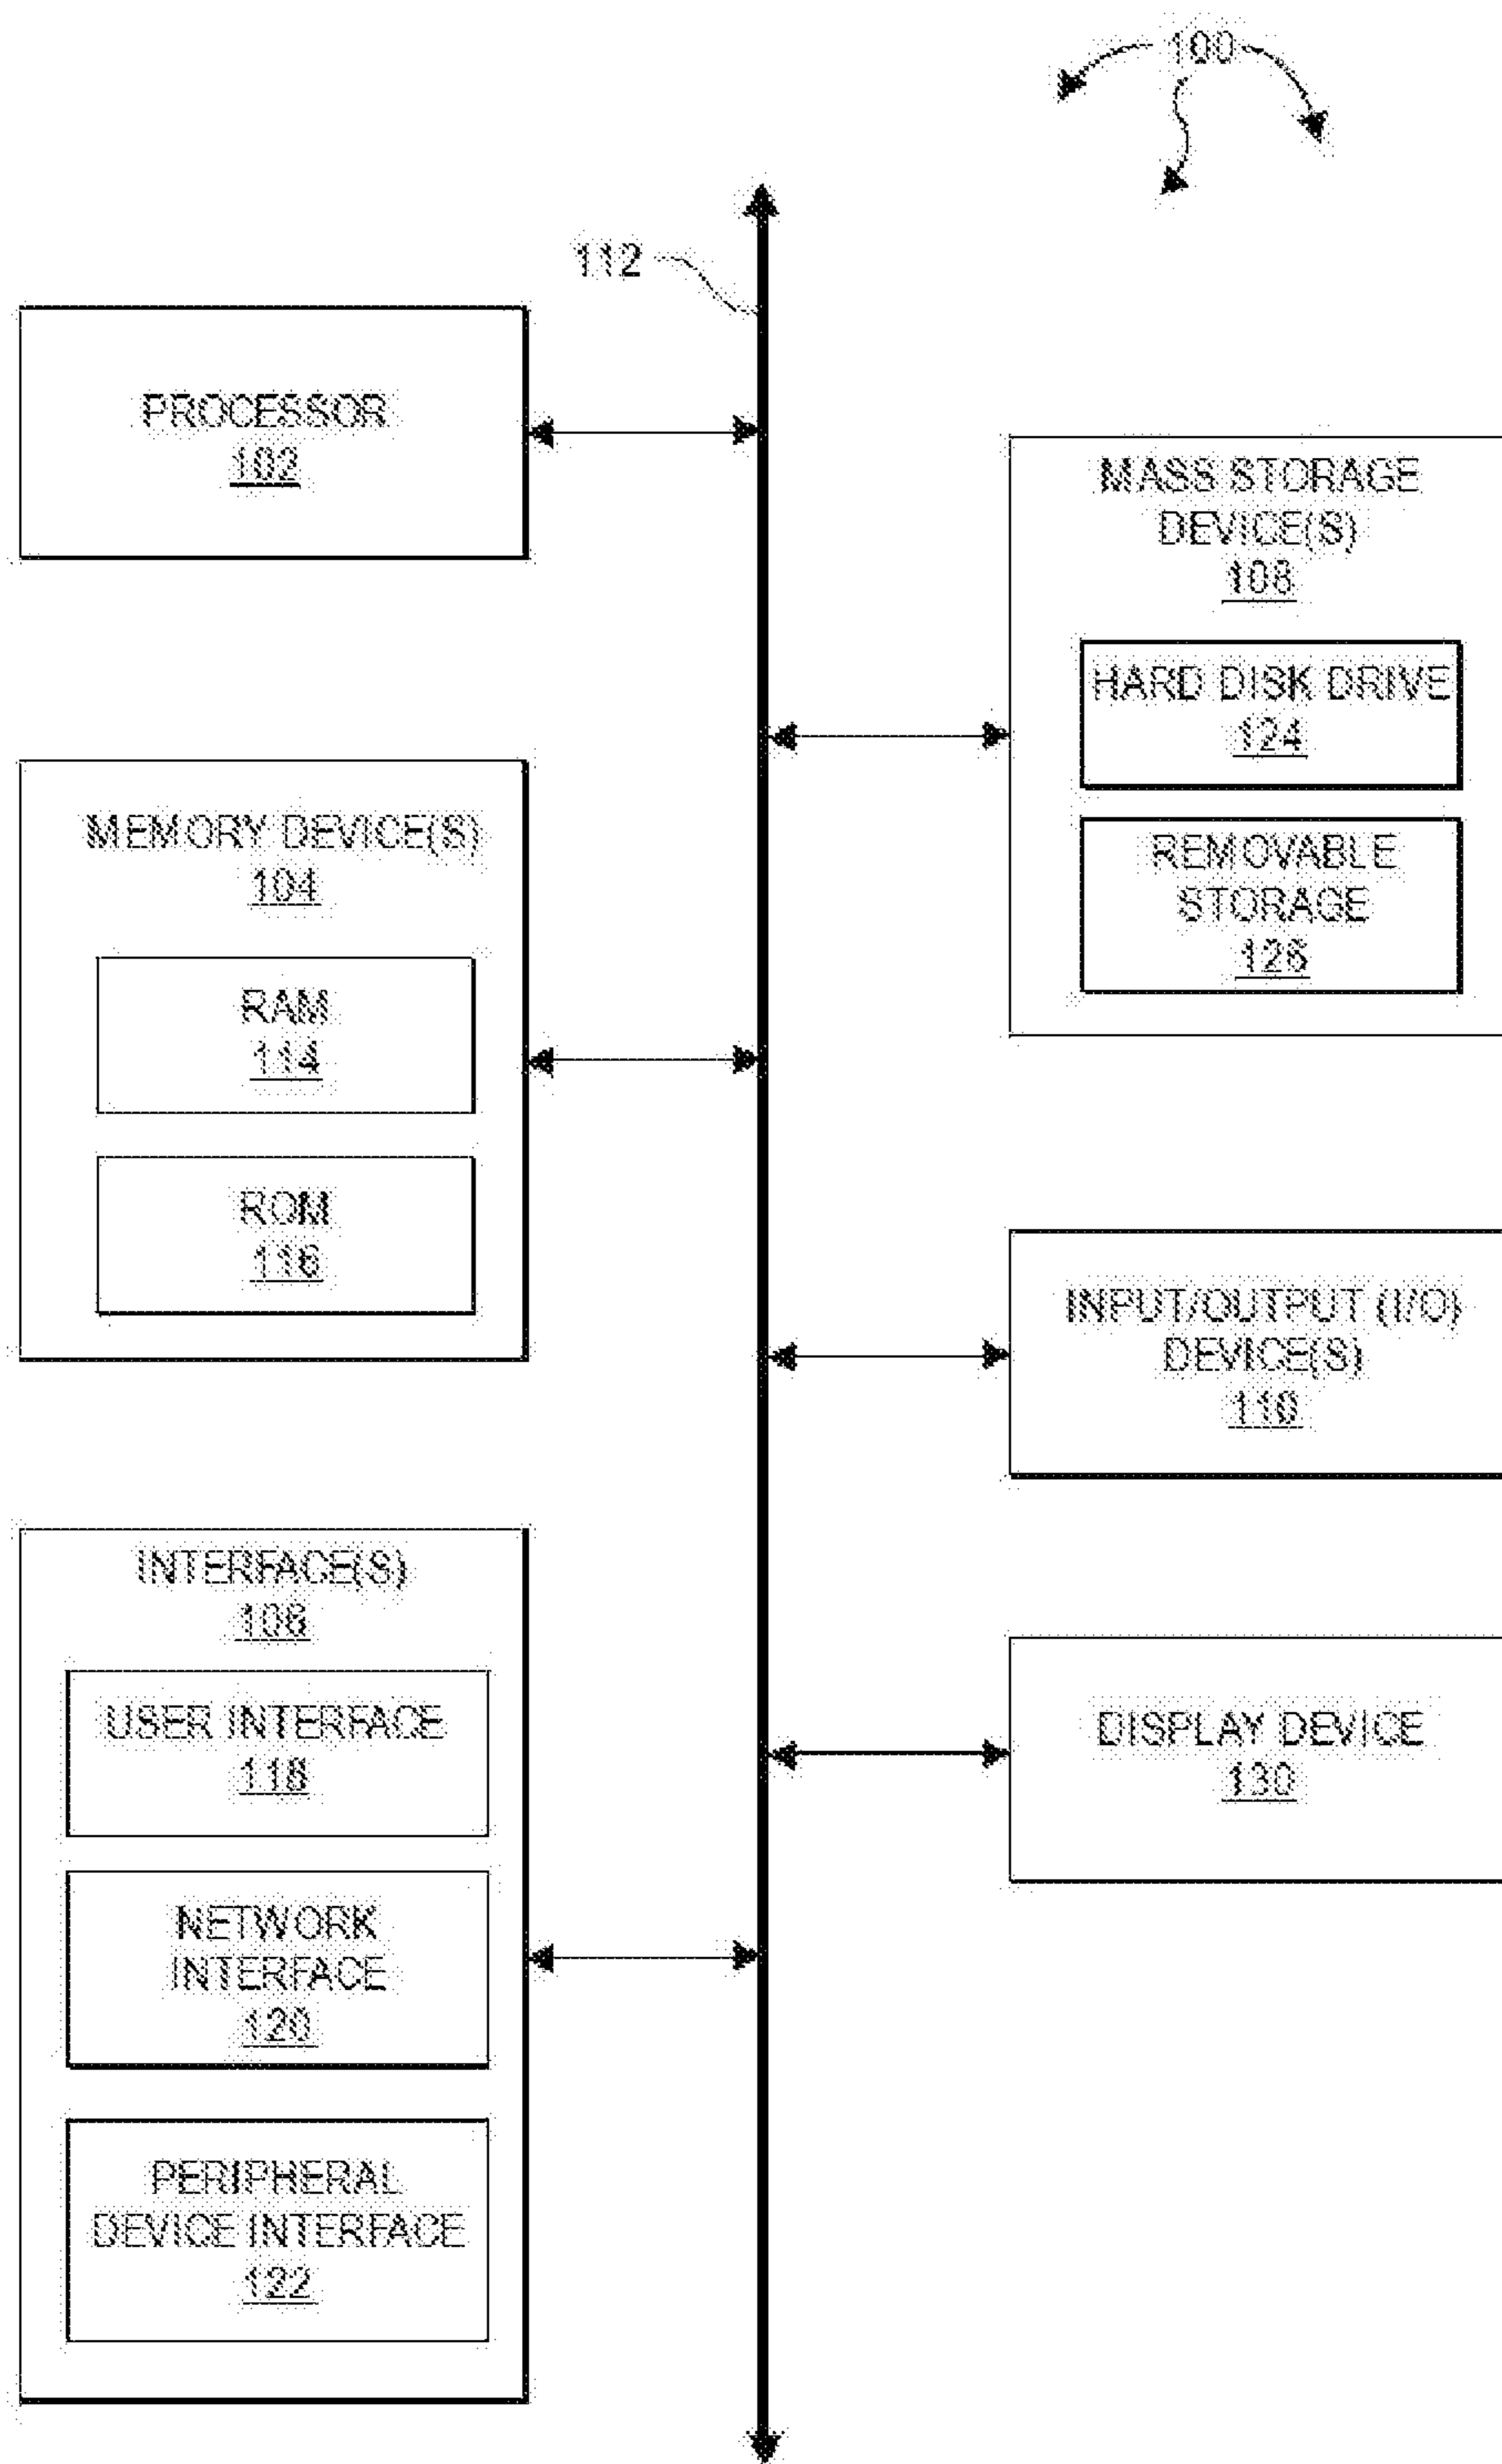 100
112
PROCESSOR
102
MEMORY DEVICE(S)
104
RAM
114
ROM
116
INTERFACE(S)
106
USER INTERFACE
118
NETWORK
INTERFACE
120
PERIPHERAL
DEVICE INTERFACE
122
MASS STORAGE
DEVICE(S)
108
HARD DISK DRIVE
124
REMOVABLE
STORAGE
126
INPUT/OUTPUT (I/O)
DEVICE(S)
110
DISPLAY DEVICE
130